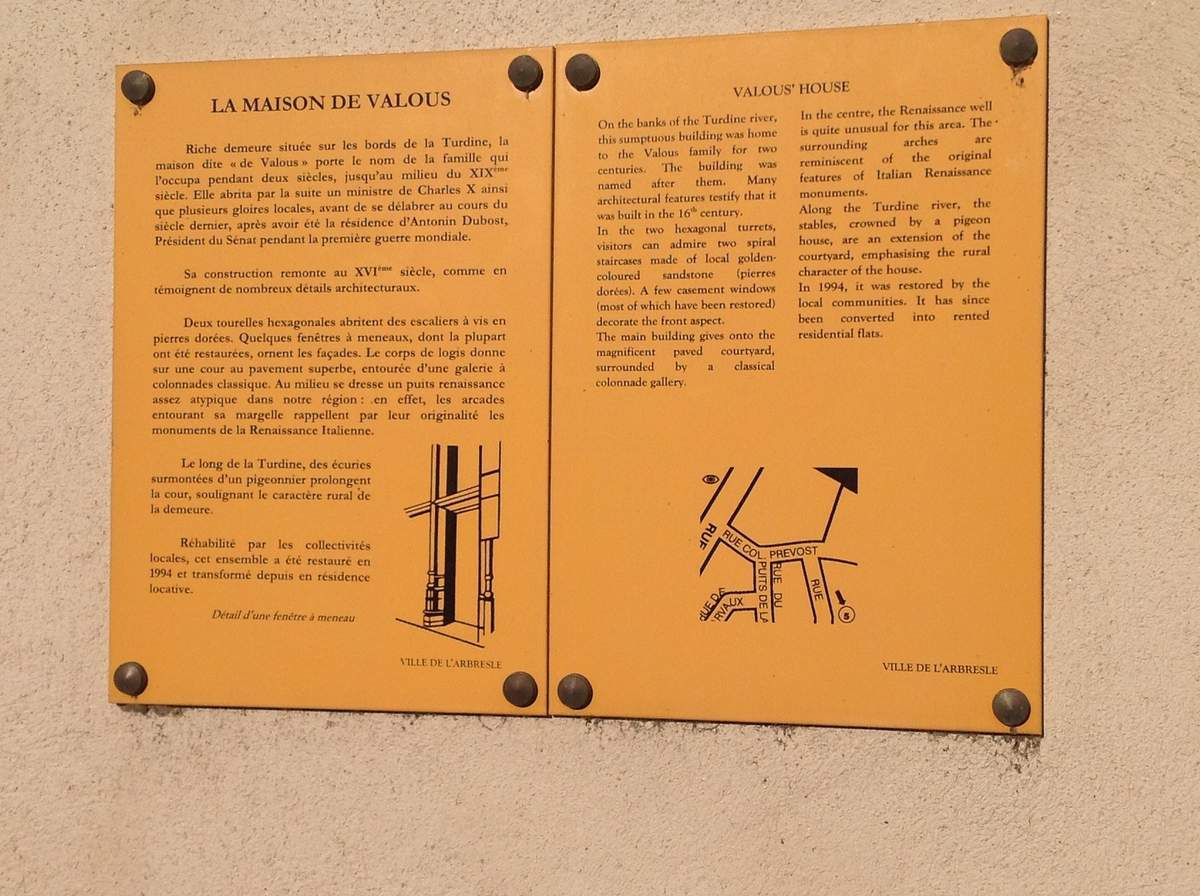 LA MAISON DE VALOUS
Riche demeure située sur les bords de la Turdine, la
maison dite « de Valous » porte le nom de la famille qui
l'occupa pendant deux siècles, jusqu'au milieu du XIXème
siècle. Elle abrita par la suite un ministre de Charles X ainsi
que plusieurs gloires locales, avant de se délabrer au cours du
siècle dernier, après avoir été la résidence d'Antonin Dubost,
Président du Sénat pendant la première guerre mondiale.
Sa construction remonte au XVIème siècle, comme en
témoignent de nombreux détails architecturaux.
Deux tourelles hexagonales abritent des escaliers à vis en
pierres dorées. Quelques fenêtres à meneaux, dont la plupart
ont été restaurées, ornent les façades. Le corps de logis donne
sur une cour au pavement superbe, entourée d'une galerie à
colonnades classique. Au milieu se dresse un puits renaissance
assez atypique dans notre région : en effet, les arcades
entourant sa margelle rappellent par leur originalité les
monuments de la Renaissance Italienne.
Le long de la Turdine, des écuries
surmontées d'un pigeonnier prolongent
la cour, soulignant le caractère rural de
la demeure.
Réhabilité par les collectivités
locales, cet ensemble a été restauré en
1994 et transformé depuis en résidence
locative.
Détail d'une fenêtre à meneau
VILLE DE L'ARBRESLE
VALOUS' HOUSE
On the banks of the Turdine river,
this sumptuous building was home
to the Valous family for two
centuries. The building was
named after them. Many
architectural features testify that it
was built in the 16th century.
In the two hexagonal turrets,
visitors can admire two spiral
staircases made of local golden-
coloured sandstone (pierres
dorées). A few casement windows
(most of which have been restored)
decorate the front aspect.
The main building gives onto the
magnificent paved courtyard,
surrounded by a classical
colonnade gallery.
In the centre, the Renaissance well
is quite unusual for this area. The
surrounding arches are
reminiscent of the original
features of Italian Renaissance
monuments.
Along the Turdine river, the
stables, crowned by a pigeon
house, are an extension of the
courtyard, emphasising the rural
character of the house.
In 1994, it was restored by the
local communities. It has since
been converted into rented
residential flats.
RUE
RUE COL. PREVOST
RUE DU
PUITS DE LA
RUE
RUE DE
RVAUX
VILLE DE L'ARBRESLE